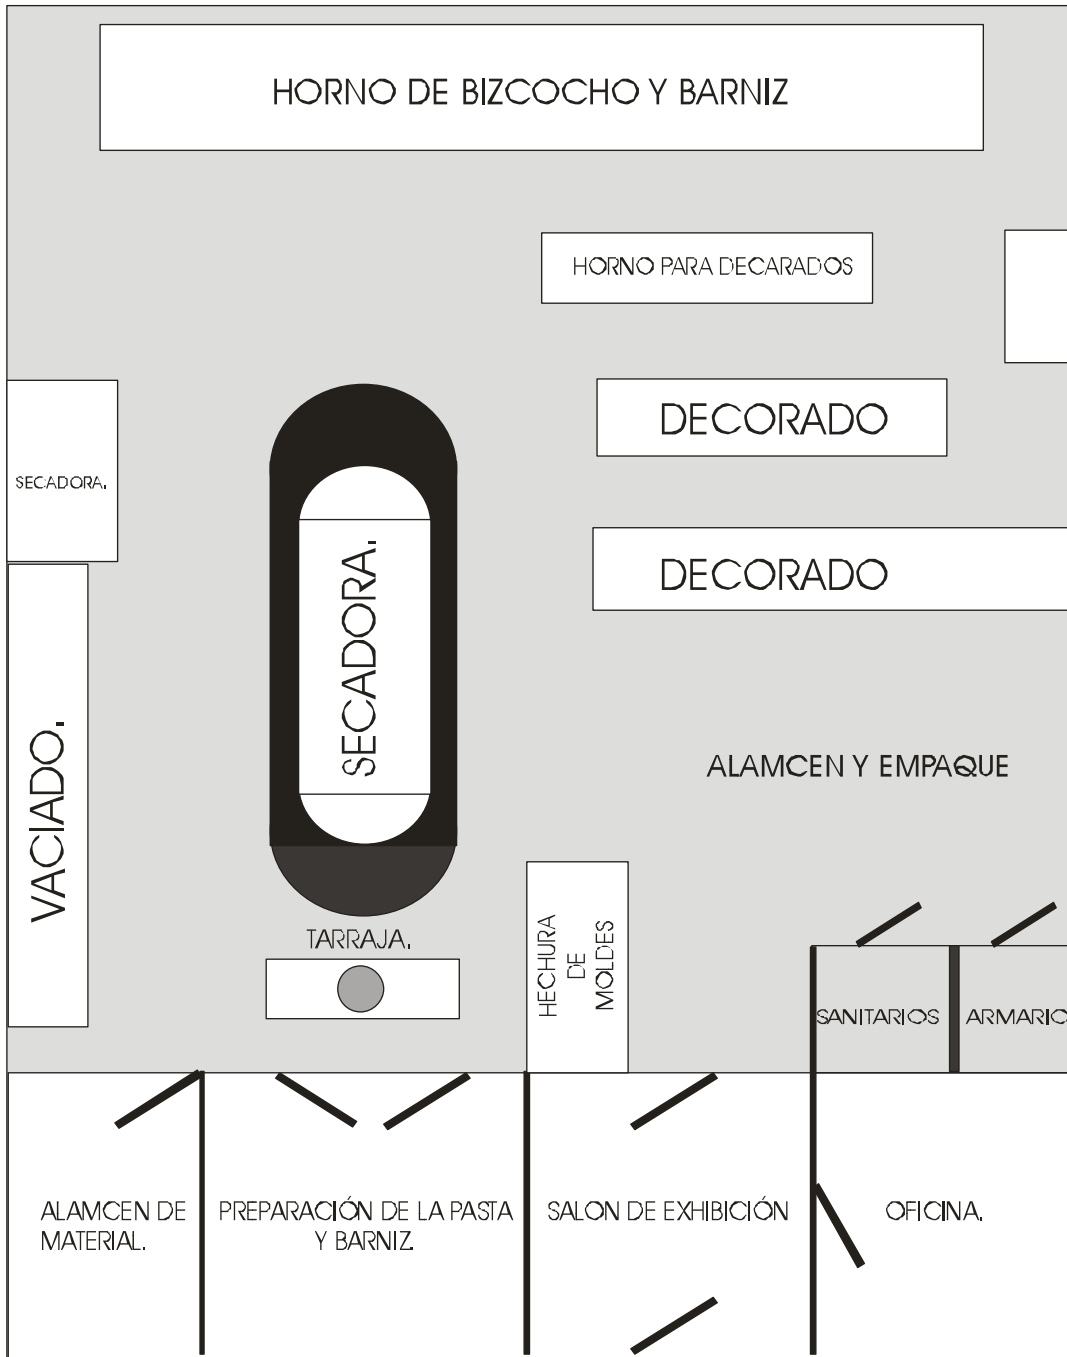 HORNO DE BIZCOCHO Y BARNIZ
HORNO PARA DECARADOS
DECORADO
SECADORA.
DECORADO
SECADORA.
VACIADO.
ALAMCEN Y EMPAQUE
TARRAJA.
HECHURA
DE
MOLDES
SANITARIOS
ARMARIO
ALAMCEN DE
MATERIAL.
PREPARACIÓN DE LA PASTA
Y BARNIZ.
SALON DE EXHIBICIÓN
OFICINA.